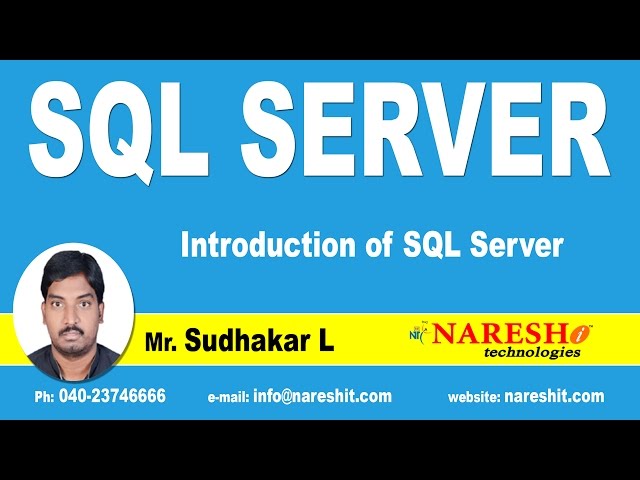 SQL SERVER
Introduction of SQL Server
Mr. Sudhakar L
NARESH i ™
technologies
Ph: 040-23746666 e-mail: info@nareshit.com website: nareshit.com